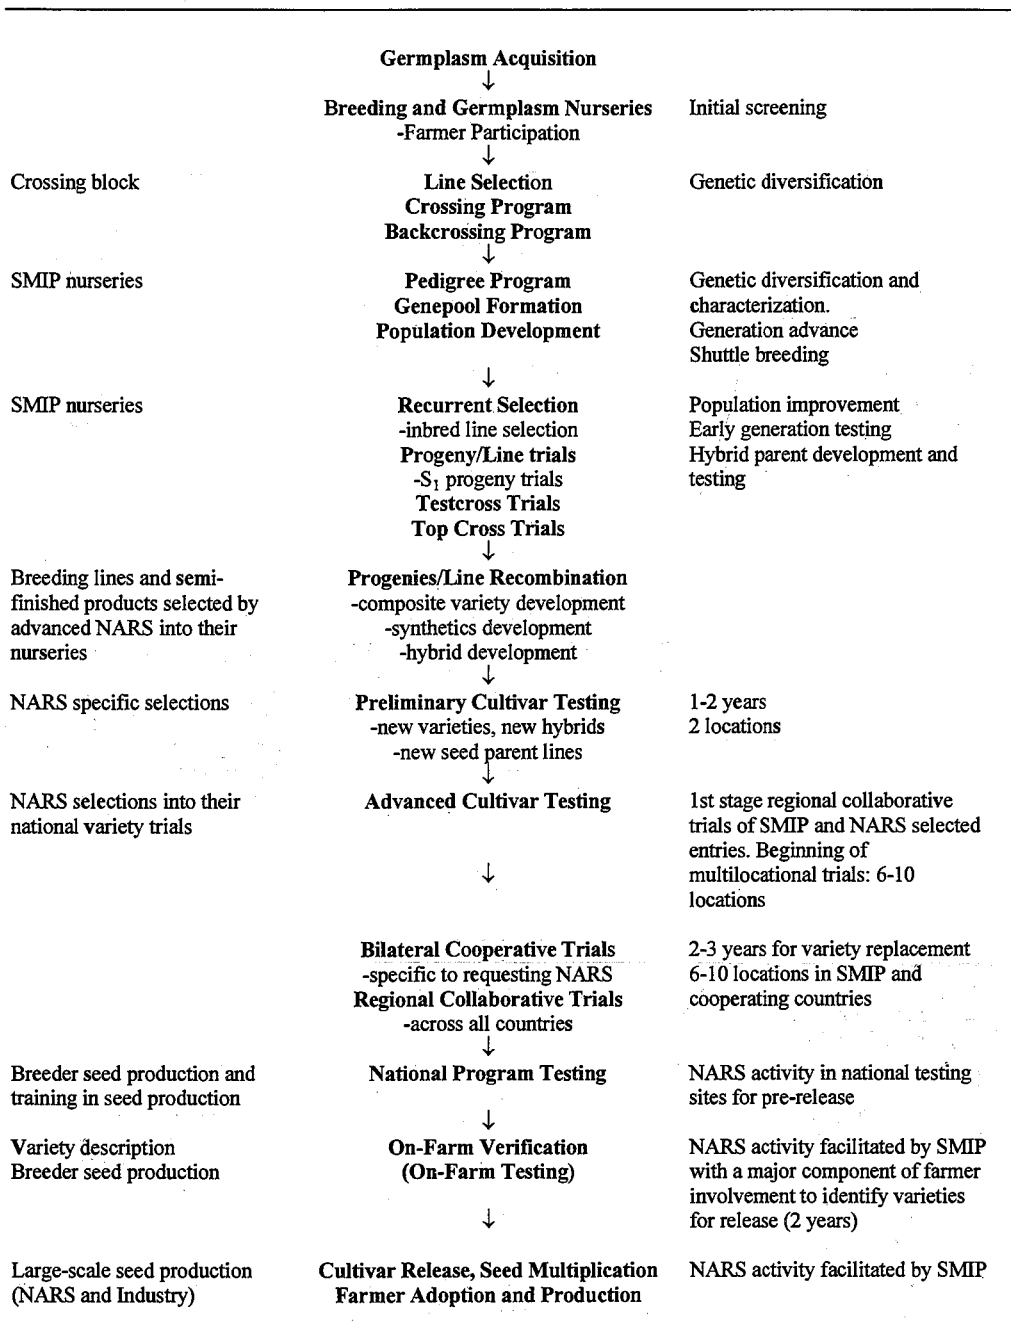 Germplasm Acquisition
↓
Breeding and Germplasm Nurseries Initial screening
-Farmer Participation
↓
Crossing block Line Selection Genetic diversification
Crossing Program
Backcrossing Program
↓
SMIP nurseries Pedigree Program Genetic diversification and
Genepool Formation characterization.
Population Development Generation advance
Shuttle breeding
↓
SMIP nurseries Recurrent Selection Population improvement
-inbred line selection Early generation testing
Progeny/Line trials Hybrid parent development and
-S₁ progeny trials testing
Testcross Trials
Top Cross Trials
↓
Breeding lines and semi- Progenies/Line Recombination
finished products selected by -composite variety development
advanced NARS into their -synthetics development
nurseries -hybrid development
↓
NARS specific selections Preliminary Cultivar Testing 1-2 years
-new varieties, new hybrids 2 locations
-new seed parent lines
↓
NARS selections into their Advanced Cultivar Testing 1st stage regional collaborative
national variety trials trials of SMIP and NARS selected
entries. Beginning of
↓ multilocational trials: 6-10
locations
Bilateral Cooperative Trials 2-3 years for variety replacement
-specific to requesting NARS 6-10 locations in SMIP and
Regional Collaborative Trials cooperating countries
-across all countries
↓
Breeder seed production and National Program Testing NARS activity in national testing
training in seed production sites for pre-release
↓
Variety description On-Farm Verification NARS activity facilitated by SMIP
Breeder seed production (On-Farm Testing) with a major component of farmer
involvement to identify varieties
↓ for release (2 years)
Large-scale seed production Cultivar Release, Seed Multiplication NARS activity facilitated by SMIP
(NARS and Industry) Farmer Adoption and Production